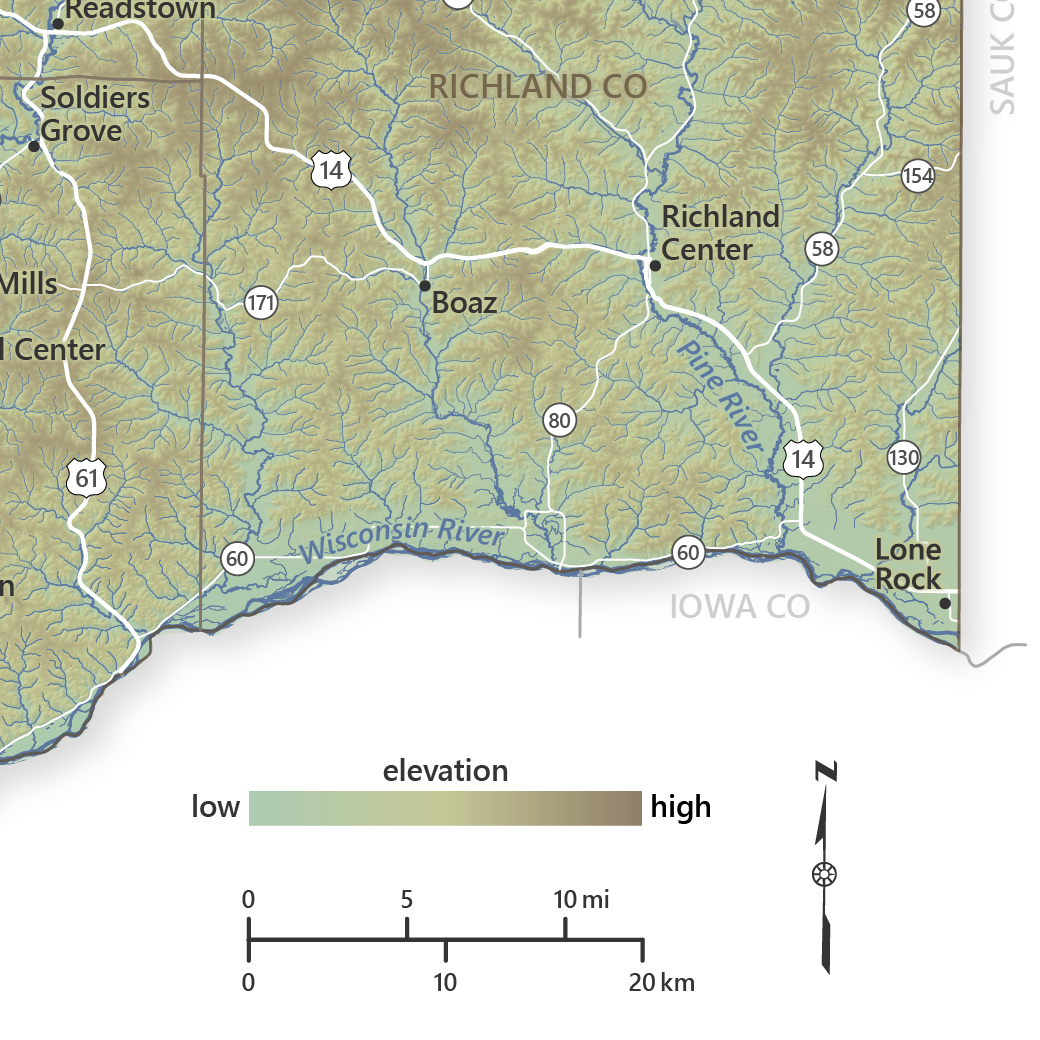 Readstown
58
SAUK C
RICHLAND CO
Soldiers
Grove
14
154
Richland
Center
58
Mills
171
Boaz
Center
Pine River
80
61
14
130
Wisconsin River
60
60
Lone
Rock
n
IOWA CO
elevation
low
high
N
0
5
10 mi
0
10
20 km